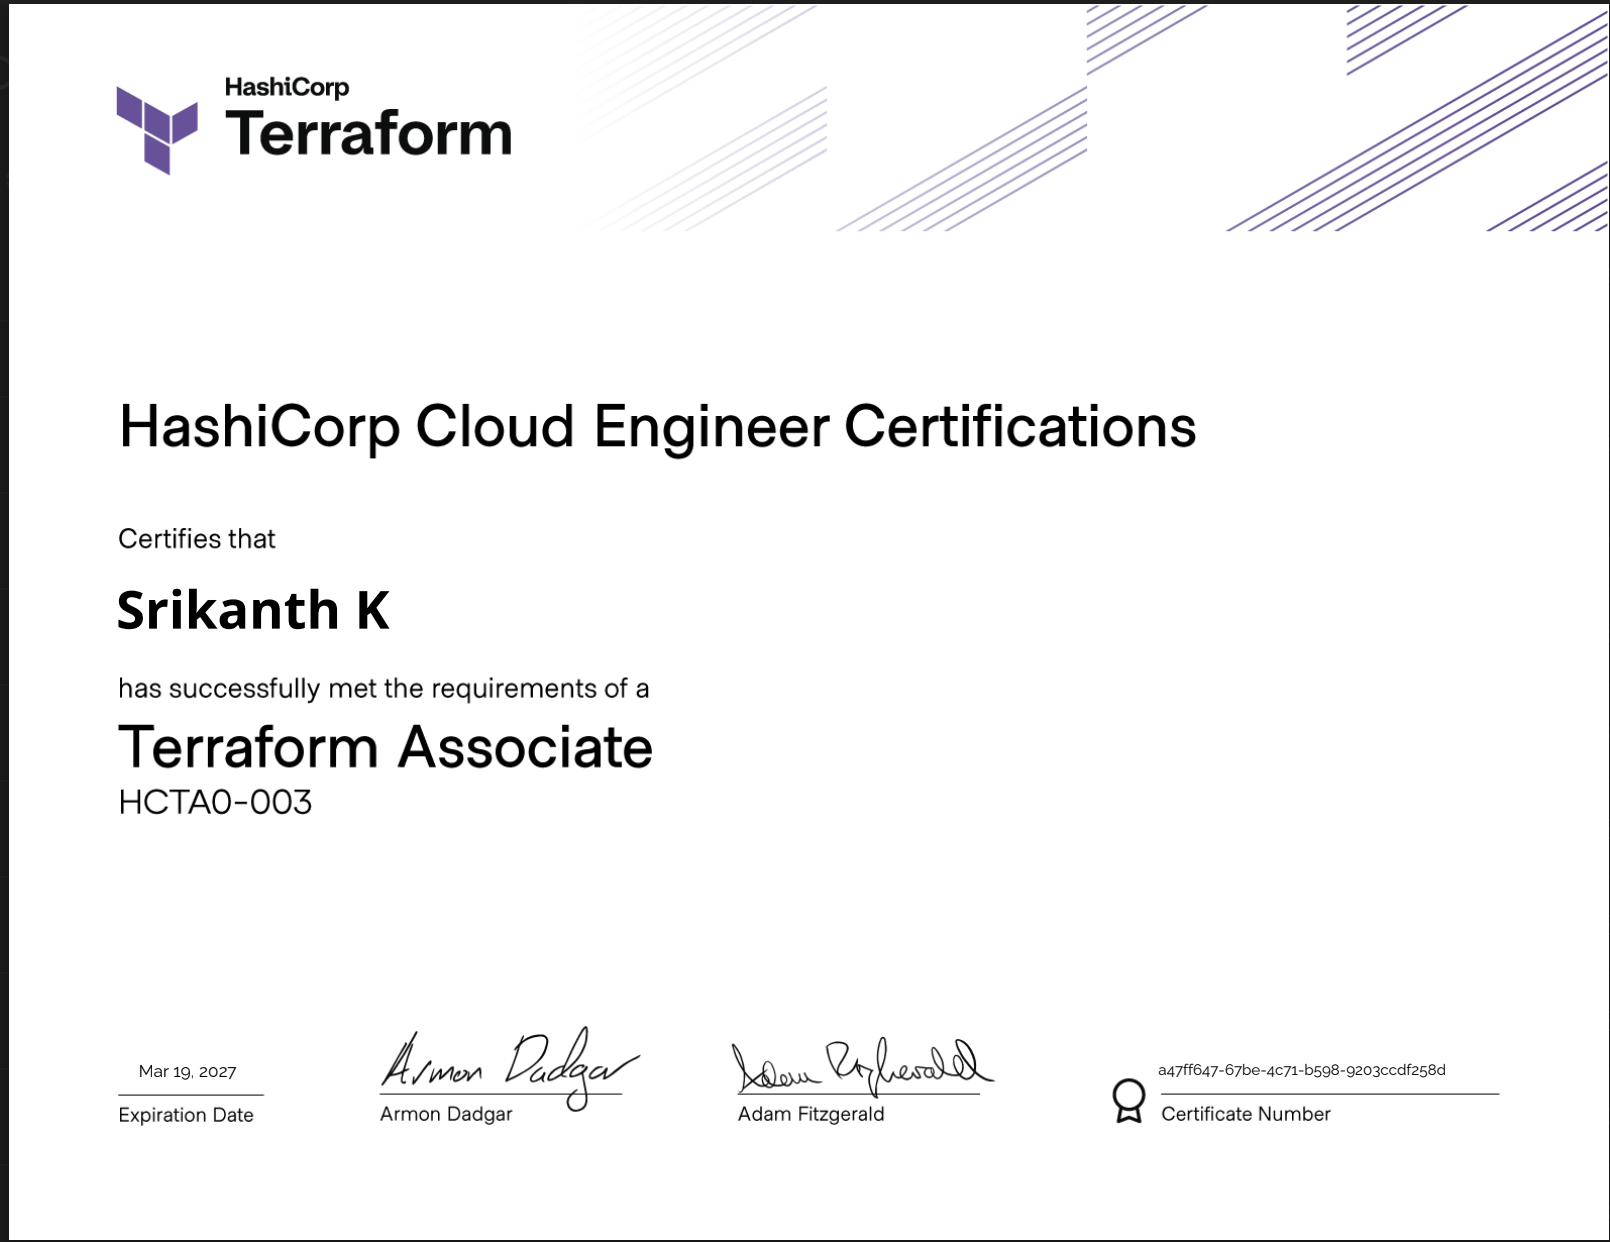 HashiCorp
Terraform
HashiCorp Cloud Engineer Certifications
Certifies that
Srikanth K
has successfully met the requirements of a
Terraform Associate
HCTA0-003
Mar 19, 2027
Expiration Date
Armon Dadgar
Armon Dadgar
Adam Fitzgerald
Adam Fitzgerald
a47ff647-67be-4c71-b598-9203ccdf258d
Certificate Number